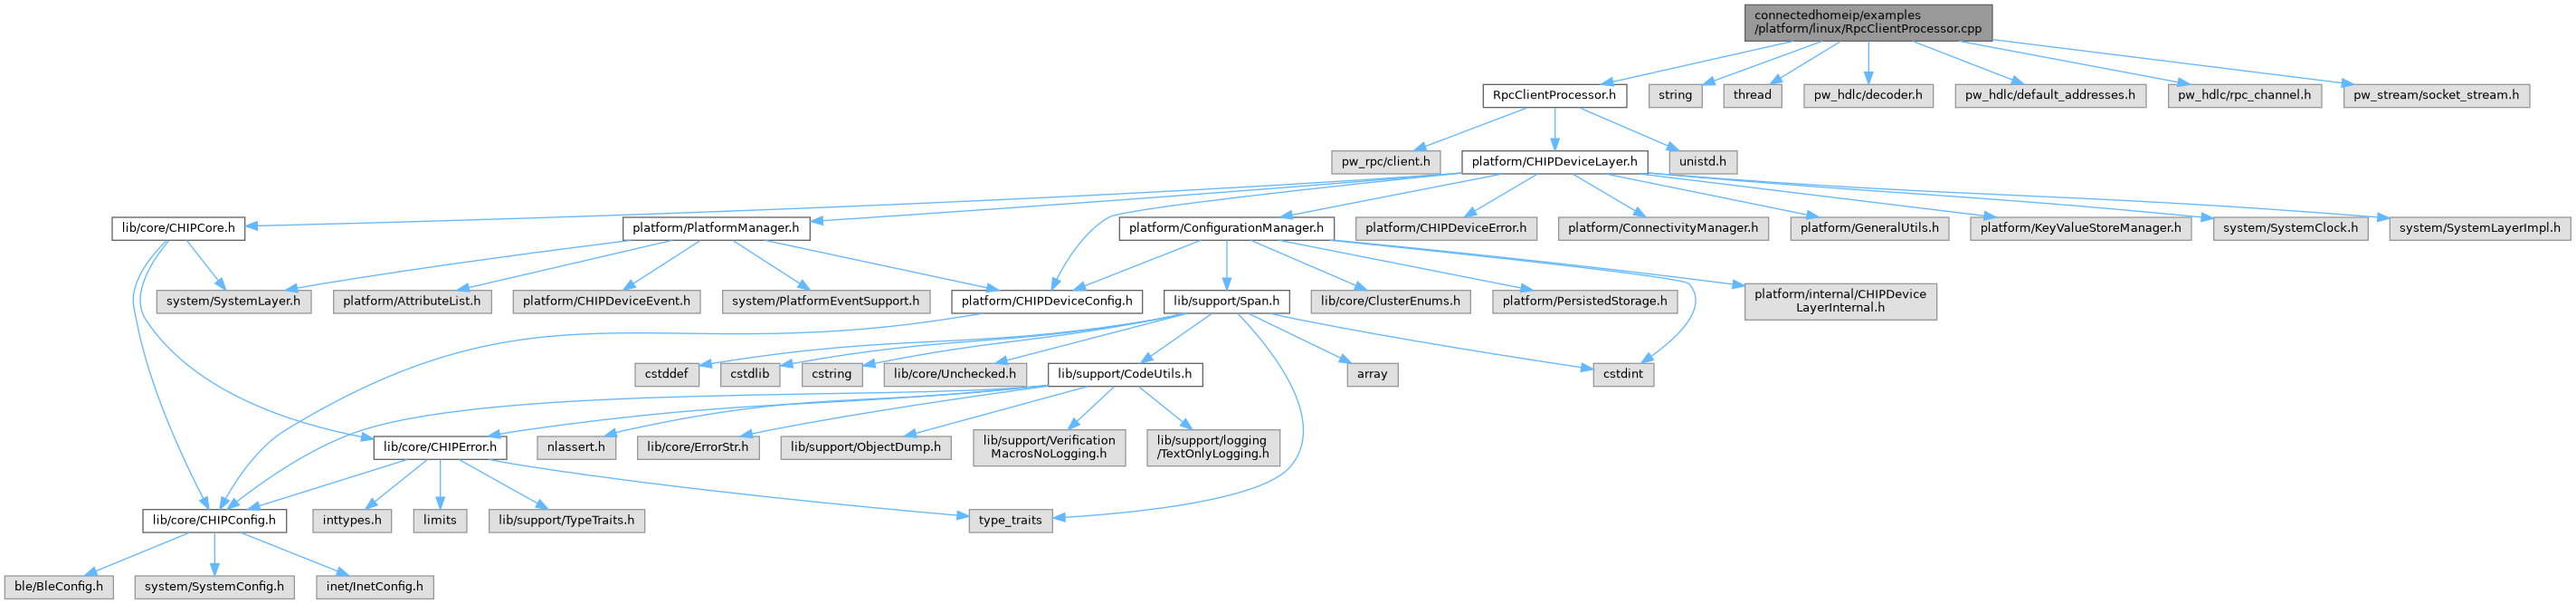 connectedhomeip/examples
/platform/linux/RpcClientProcessor.cpp
RpcClientProcessor.h
string
thread
pw_hdlc/decoder.h
pw_hdlc/default_addresses.h
pw_hdlc/rpc_channel.h
pw_stream/socket_stream.h
pw_rpc/client.h
platform/CHIPDeviceLayer.h
unistd.h
lib/core/CHIPCore.h
platform/PlatformManager.h
platform/ConfigurationManager.h
platform/CHIPDeviceError.h
platform/ConnectivityManager.h
platform/GeneralUtils.h
platform/KeyValueStoreManager.h
system/SystemClock.h
system/SystemLayerImpl.h
system/SystemLayer.h
platform/AttributeList.h
platform/CHIPDeviceEvent.h
system/PlatformEventSupport.h
platform/CHIPDeviceConfig.h
lib/support/Span.h
lib/core/ClusterEnums.h
platform/PersistedStorage.h
platform/internal/CHIPDevice
LayerInternal.h
cstddef
cstdlib
cstring
lib/core/Unchecked.h
lib/support/CodeUtils.h
array
cstdint
lib/core/CHIPError.h
nlassert.h
lib/core/ErrorStr.h
lib/support/ObjectDump.h
lib/support/Verification
MacrosNoLogging.h
lib/support/logging
/TextOnlyLogging.h
lib/core/CHIPConfig.h
inttypes.h
limits
lib/support/TypeTraits.h
type_traits
ble/BleConfig.h
system/SystemConfig.h
inet/InetConfig.h